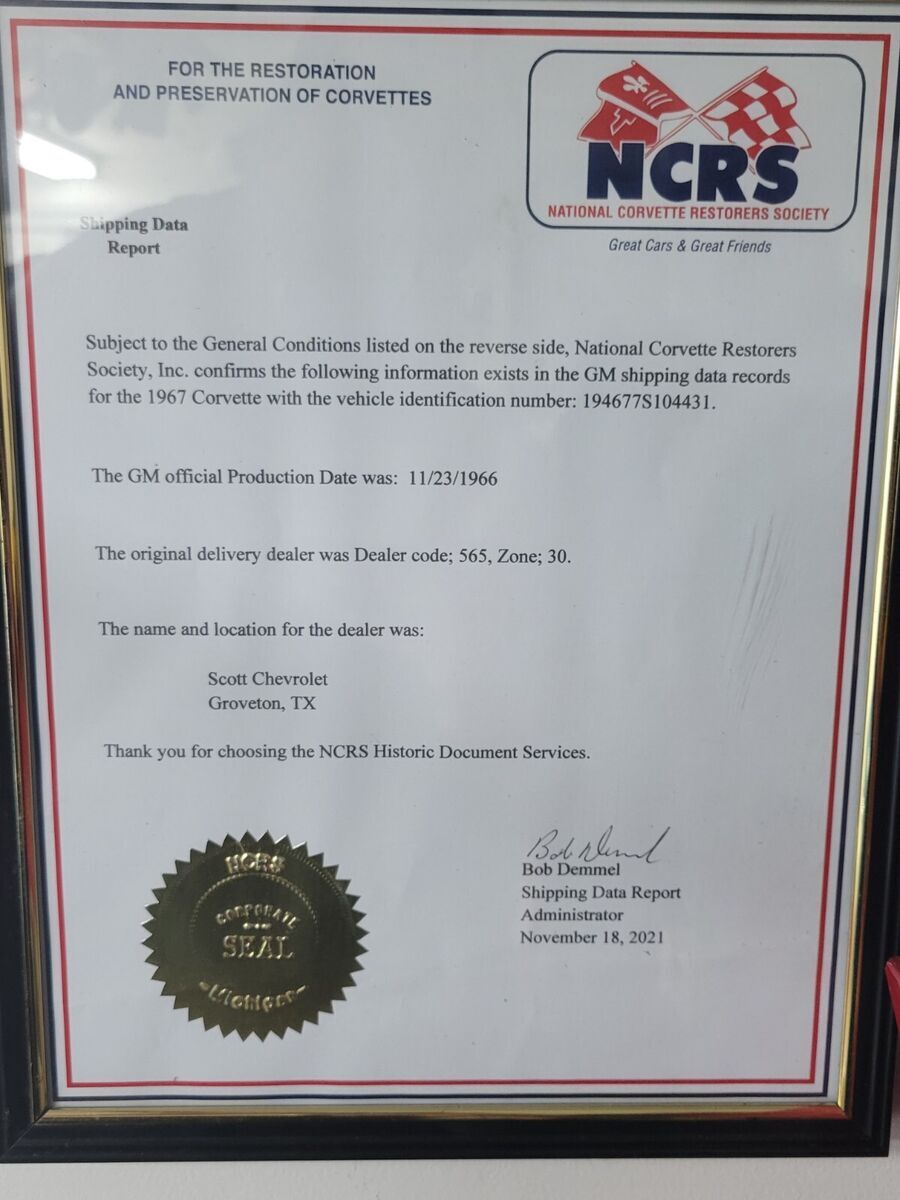 FOR THE RESTORATION
AND PRESERVATION OF CORVETTES
NCRS
NATIONAL CORVETTE RESTORERS SOCIETY
Great Cars & Great Friends
Shipping Data
Report
Subject to the General Conditions listed on the reverse side, National Corvette Restorers
Society, Inc. confirms the following information exists in the GM shipping data records
for the 1967 Corvette with the vehicle identification number: 194677S104431.
The GM official Production Date was: 11/23/1966
The original delivery dealer was Dealer code; 565, Zone; 30.
The name and location for the dealer was:
Scott Chevrolet
Groveton, TX
Thank you for choosing the NCRS Historic Document Services.
Bob Demmel
Bob Demmel
Shipping Data Report
Administrator
November 18, 2021
NCRS
CORPORATE
SEAL
Michigan